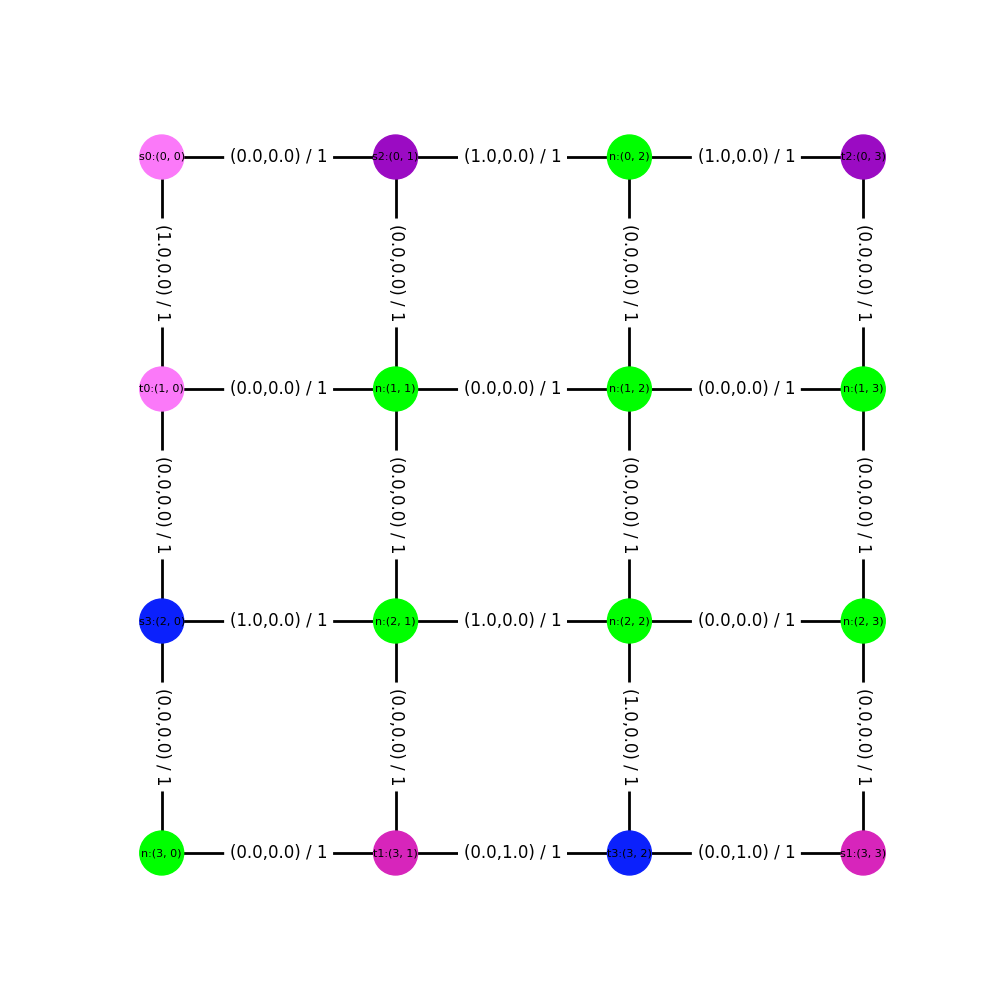 s0:(0, 0) (0.0,0.0) / 1 s2:(0, 1) (1.0,0.0) / 1 n:(0, 2) (1.0,0.0) / 1 t2:(0, 3)
(1.0,0.0) / 1 (0.0,0.0) / 1 (0.0,0.0) / 1 (0.0,0.0) / 1
t0:(1, 0) (0.0,0.0) / 1 n:(1, 1) (0.0,0.0) / 1 n:(1, 2) (0.0,0.0) / 1 n:(1, 3)
(0.0,0.0) / 1 (0.0,0.0) / 1 (0.0,0.0) / 1 (0.0,0.0) / 1
s3:(2, 0) (1.0,0.0) / 1 n:(2, 1) (1.0,0.0) / 1 n:(2, 2) (0.0,0.0) / 1 n:(2, 3)
(0.0,0.0) / 1 (0.0,0.0) / 1 (1.0,0.0) / 1 (0.0,0.0) / 1
n:(3, 0) (0.0,0.0) / 1 t1:(3, 1) (0.0,1.0) / 1 t3:(3, 2) (0.0,1.0) / 1 s1:(3, 3)